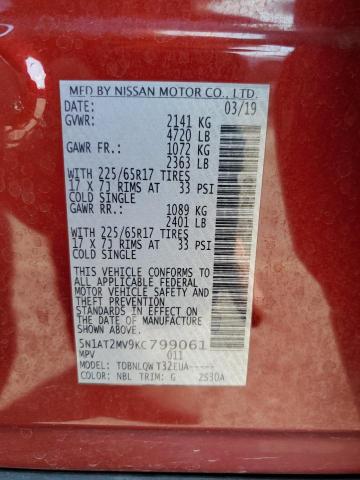 MFD BY NISSAN MOTOR CO., LTD.
DATE: 03/19
GVWR: 2141 KG
4720 LB
GAWR FR.: 1072 KG
2363 LB
WITH 225/65R17 TIRES
17 X 7J RIMS AT 33 PSI
COLD SINGLE
GAWR RR.: 1089 KG
2401 LB
WITH 225/65R17 TIRES
17 X 7J RIMS AT 33 PSI
COLD SINGLE
THIS VEHICLE CONFORMS TO
ALL APPLICABLE FEDERAL
MOTOR VEHICLE SAFETY AND
THEFT PREVENTION
STANDARDS IN EFFECT ON
THE DATE OF MANUFACTURE
SHOWN ABOVE.
5N1AT2MV9KC799061
MPV 011
MODEL: TDBNLQWT32EUA-----
COLOR: NBL TRIM: G 2S30A